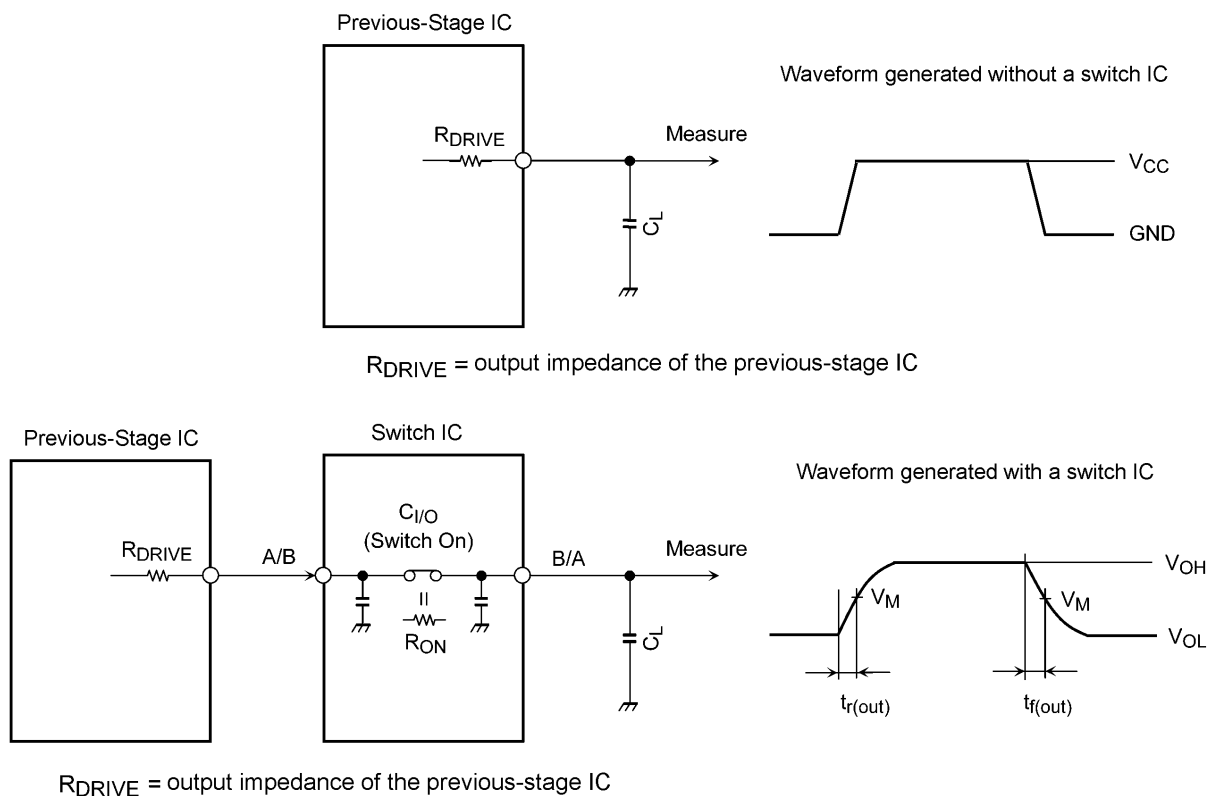 Previous-Stage IC
Waveform generated without a switch IC
RDRIVE
Measure
VCC
CL
GND
RDRIVE = output impedance of the previous-stage IC
Previous-Stage IC
Switch IC
Waveform generated with a switch IC
CI/O
(Switch On)
RDRIVE
A/B
B/A
Measure
VOH
VM
VM
RON
CL
VOL
tr(out)
tf(out)
RDRIVE = output impedance of the previous-stage IC